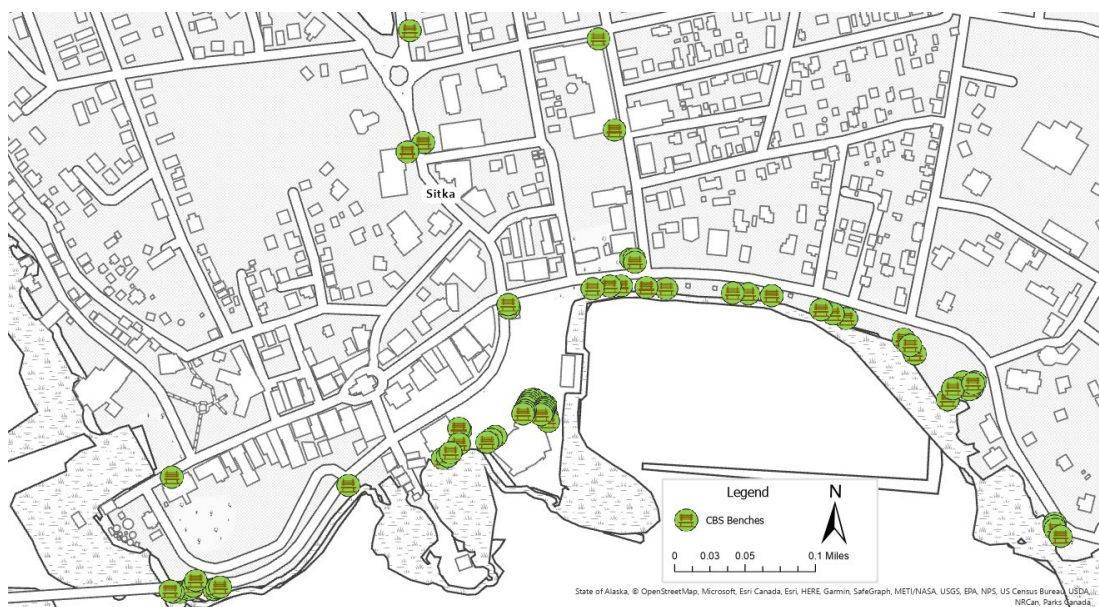 Sitka
Legend
N
CBS Benches
0 0.03 0.05 0.1 Miles
State of Alaska, © OpenStreetMap, Microsoft, Esri Canada, Esri, HERE, Garmin, SafeGraph, METI/NASA, USGS, EPA, NPS, US Census Bureau, USDA,
NRCan, Parks Canada